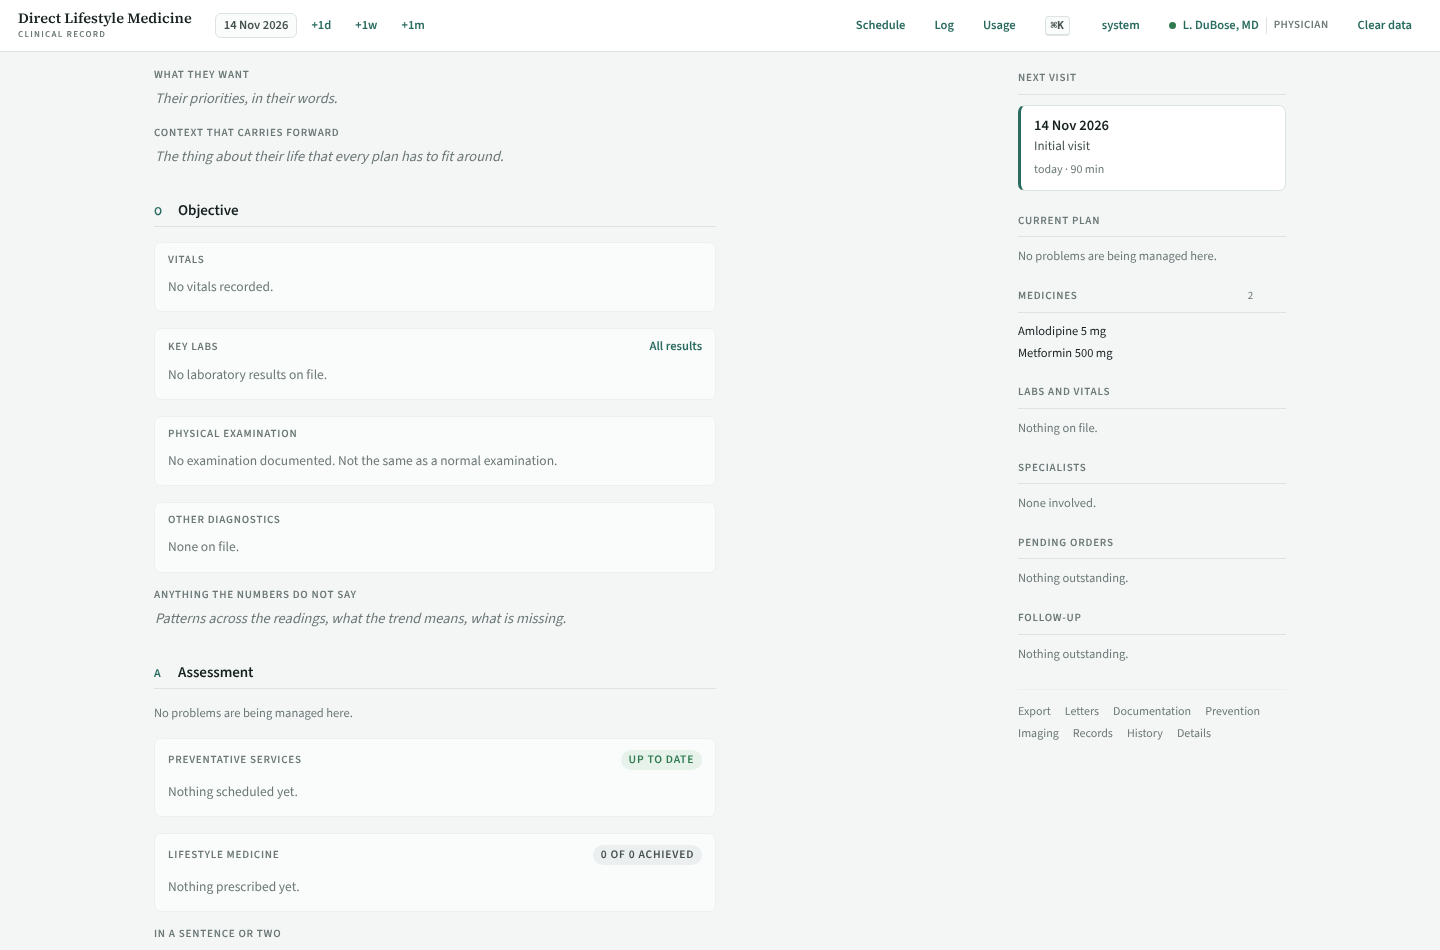 Direct Lifestyle Medicine
CLINICAL RECORD
14 Nov 2026 +1d +1w +1m
Schedule Log Usage ⌘K system L. DuBose, MD PHYSICIAN Clear data
WHAT THEY WANT
Their priorities, in their words.
CONTEXT THAT CARRIES FORWARD
The thing about their life that every plan has to fit around.
O Objective
VITALS
No vitals recorded.
KEY LABS All results
No laboratory results on file.
PHYSICAL EXAMINATION
No examination documented. Not the same as a normal examination.
OTHER DIAGNOSTICS
None on file.
ANYTHING THE NUMBERS DO NOT SAY
Patterns across the readings, what the trend means, what is missing.
A Assessment
No problems are being managed here.
PREVENTATIVE SERVICES UP TO DATE
Nothing scheduled yet.
LIFESTYLE MEDICINE 0 OF 0 ACHIEVED
Nothing prescribed yet.
IN A SENTENCE OR TWO
NEXT VISIT
14 Nov 2026
Initial visit
today · 90 min
CURRENT PLAN
No problems are being managed here.
MEDICINES 2
Amlodipine 5 mg
Metformin 500 mg
LABS AND VITALS
Nothing on file.
SPECIALISTS
None involved.
PENDING ORDERS
Nothing outstanding.
FOLLOW-UP
Nothing outstanding.
Export Letters Documentation Prevention
Imaging Records History Details